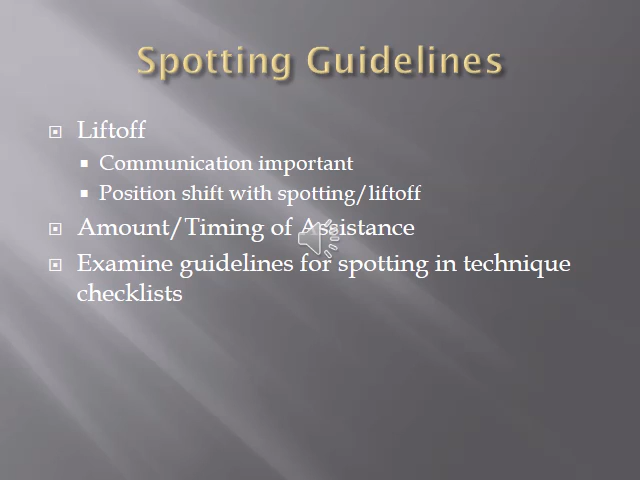 Spotting Guidelines
Liftoff
Communication important
Position shift with spotting/liftoff
Amount/Timing of Assistance
Examine guidelines for spotting in technique
checklists